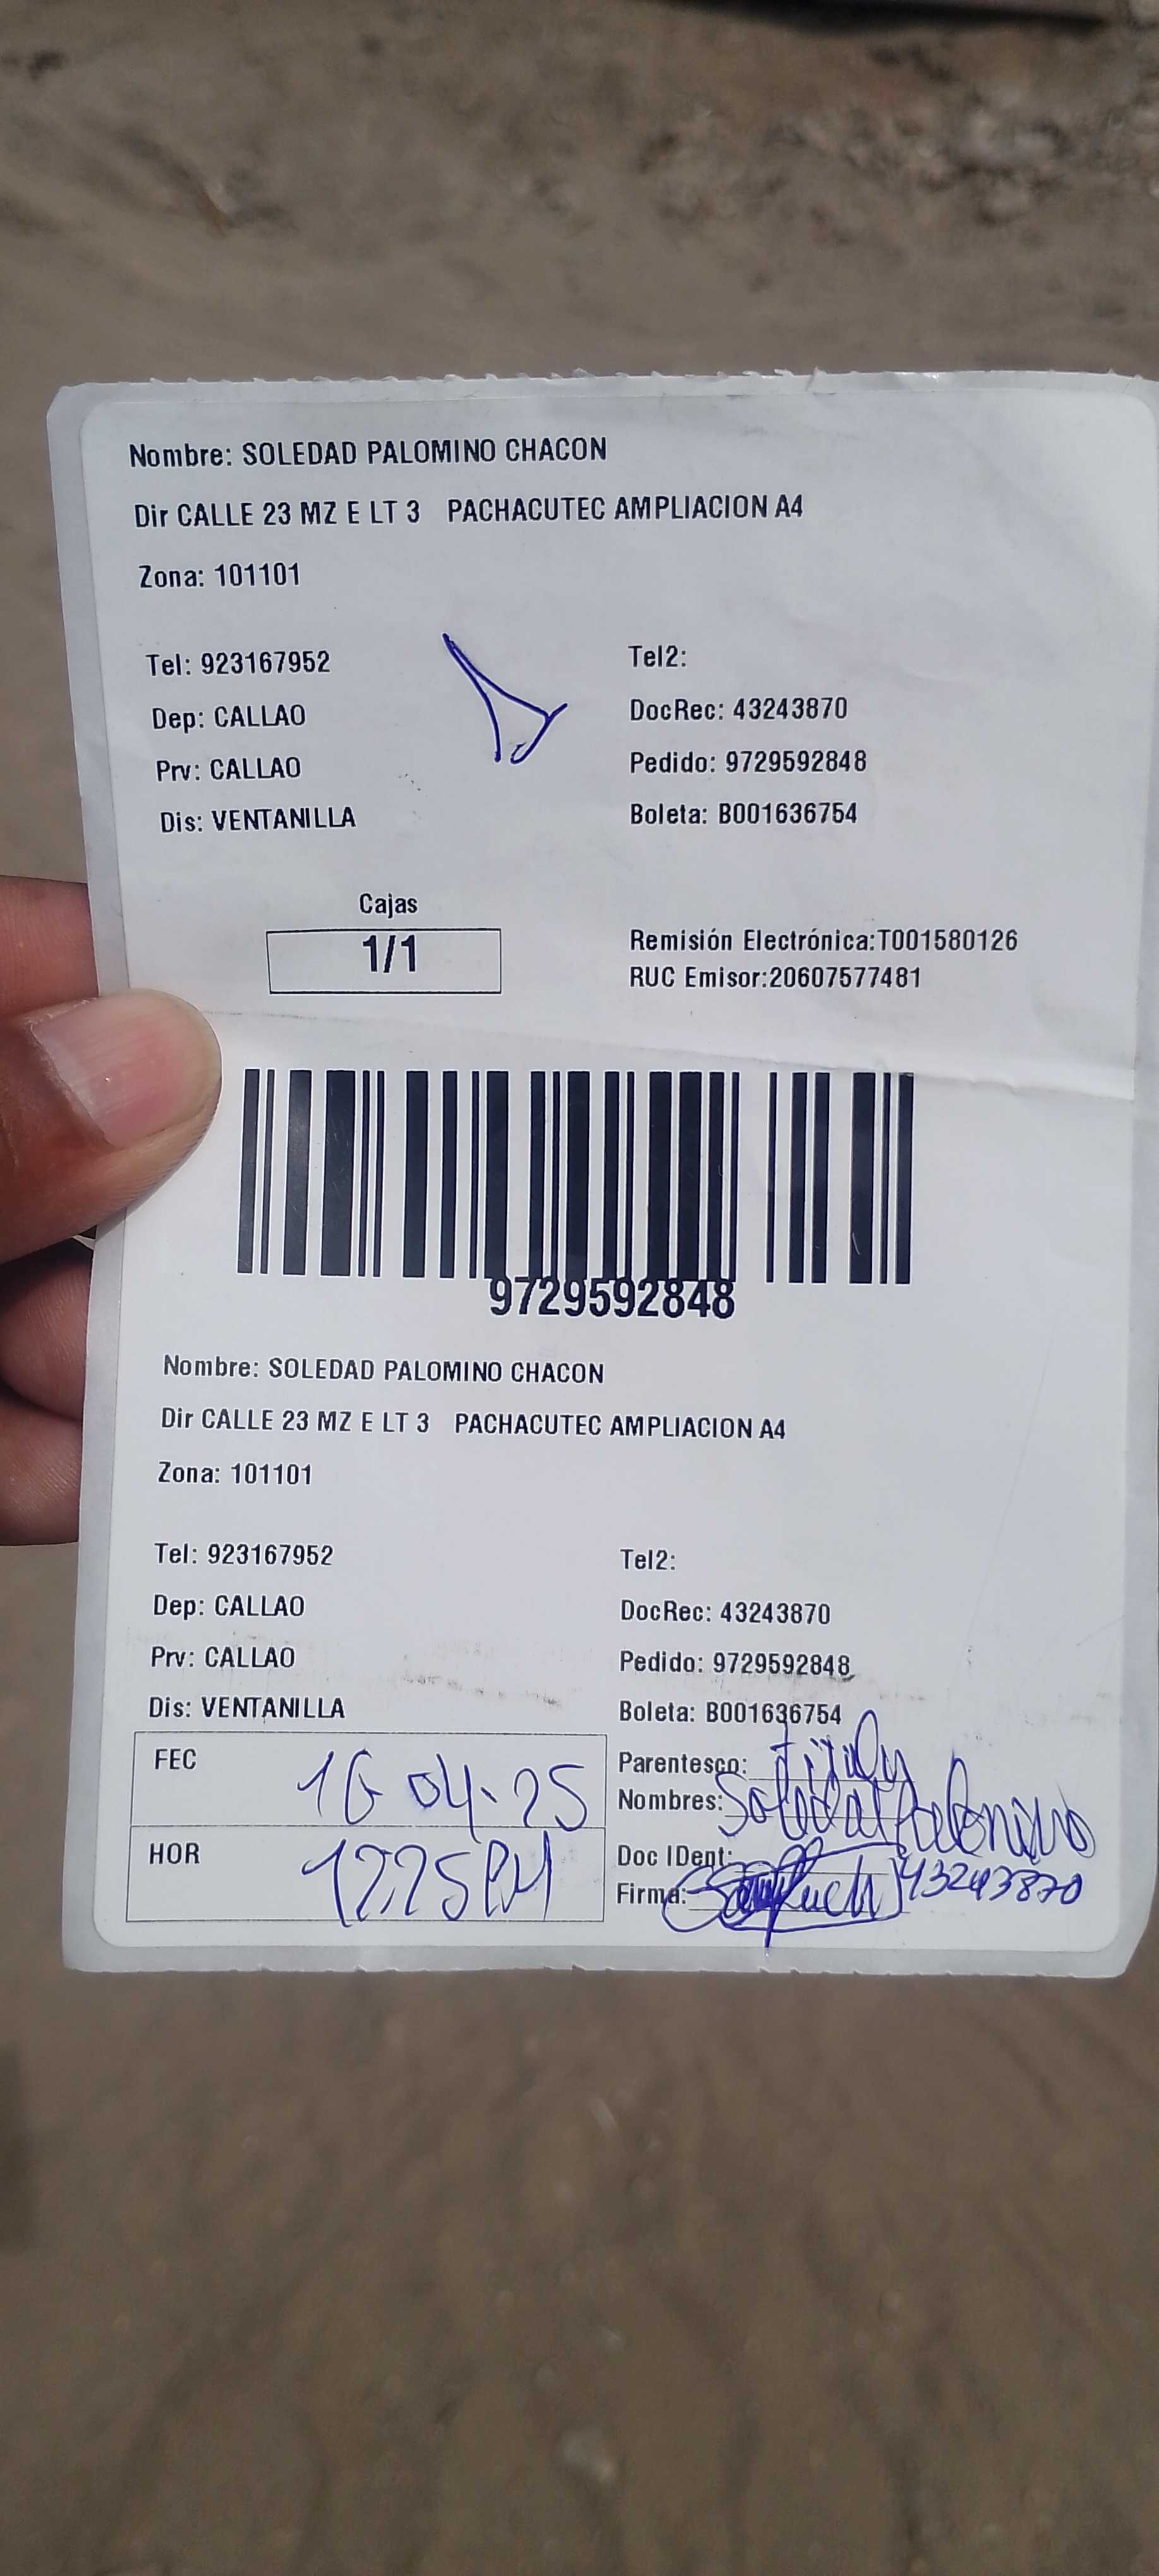 Nombre: SOLEDAD PALOMINO CHACON
Dir CALLE 23 MZ E LT 3 PACHACUTEC AMPLIACION A4
Zona: 101101
Tel: 923167952 Tel2:
Dep: CALLAO DocRec: 43243870
Prv: CALLAO Pedido: 9729592848
Dis: VENTANILLA Boleta: B001636754
Cajas
1/1
Remisión Electrónica:T001580126
RUC Emisor:20607577481
9729592848
Nombre: SOLEDAD PALOMINO CHACON
Dir CALLE 23 MZ E LT 3 PACHACUTEC AMPLIACION A4
Zona: 101101
Tel: 923167952 Tel2:
Dep: CALLAO DocRec: 43243870
Prv: CALLAO Pedido: 9729592848
Dis: VENTANILLA Boleta: B001636754
FEC 16 04-25 Parentesco:
Nombres: Soledad Palomino
HOR Doc IDent: 43243870
Firma: